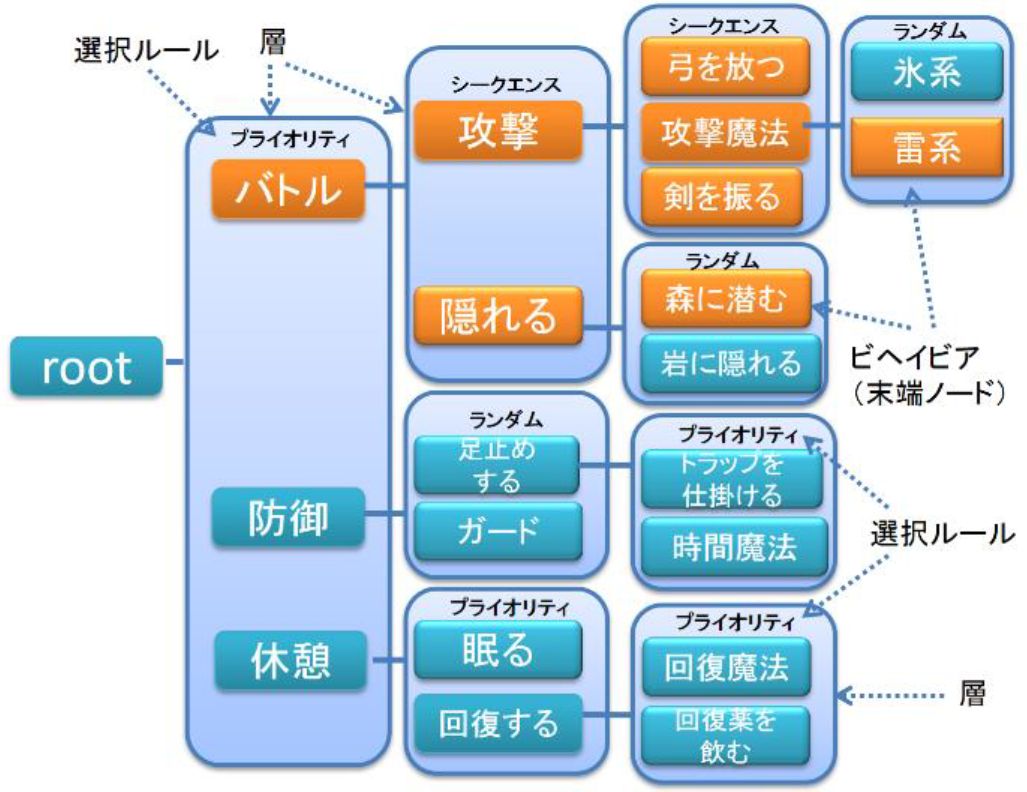 選択ルール
層
root
プライオリティ
バトル
防御
休憩
シークエンス
攻撃
隠れる
シークエンス
弓を放つ
攻撃魔法
剣を振る
ランダム
氷系
雷系
ランダム
森に潜む
岩に隠れる
ビヘイビア
(末端ノード)
ランダム
足止め
する
ガード
プライオリティ
トラップを
仕掛ける
時間魔法
選択ルール
プライオリティ
眠る
回復する
プライオリティ
回復魔法
回復薬を
飲む
層